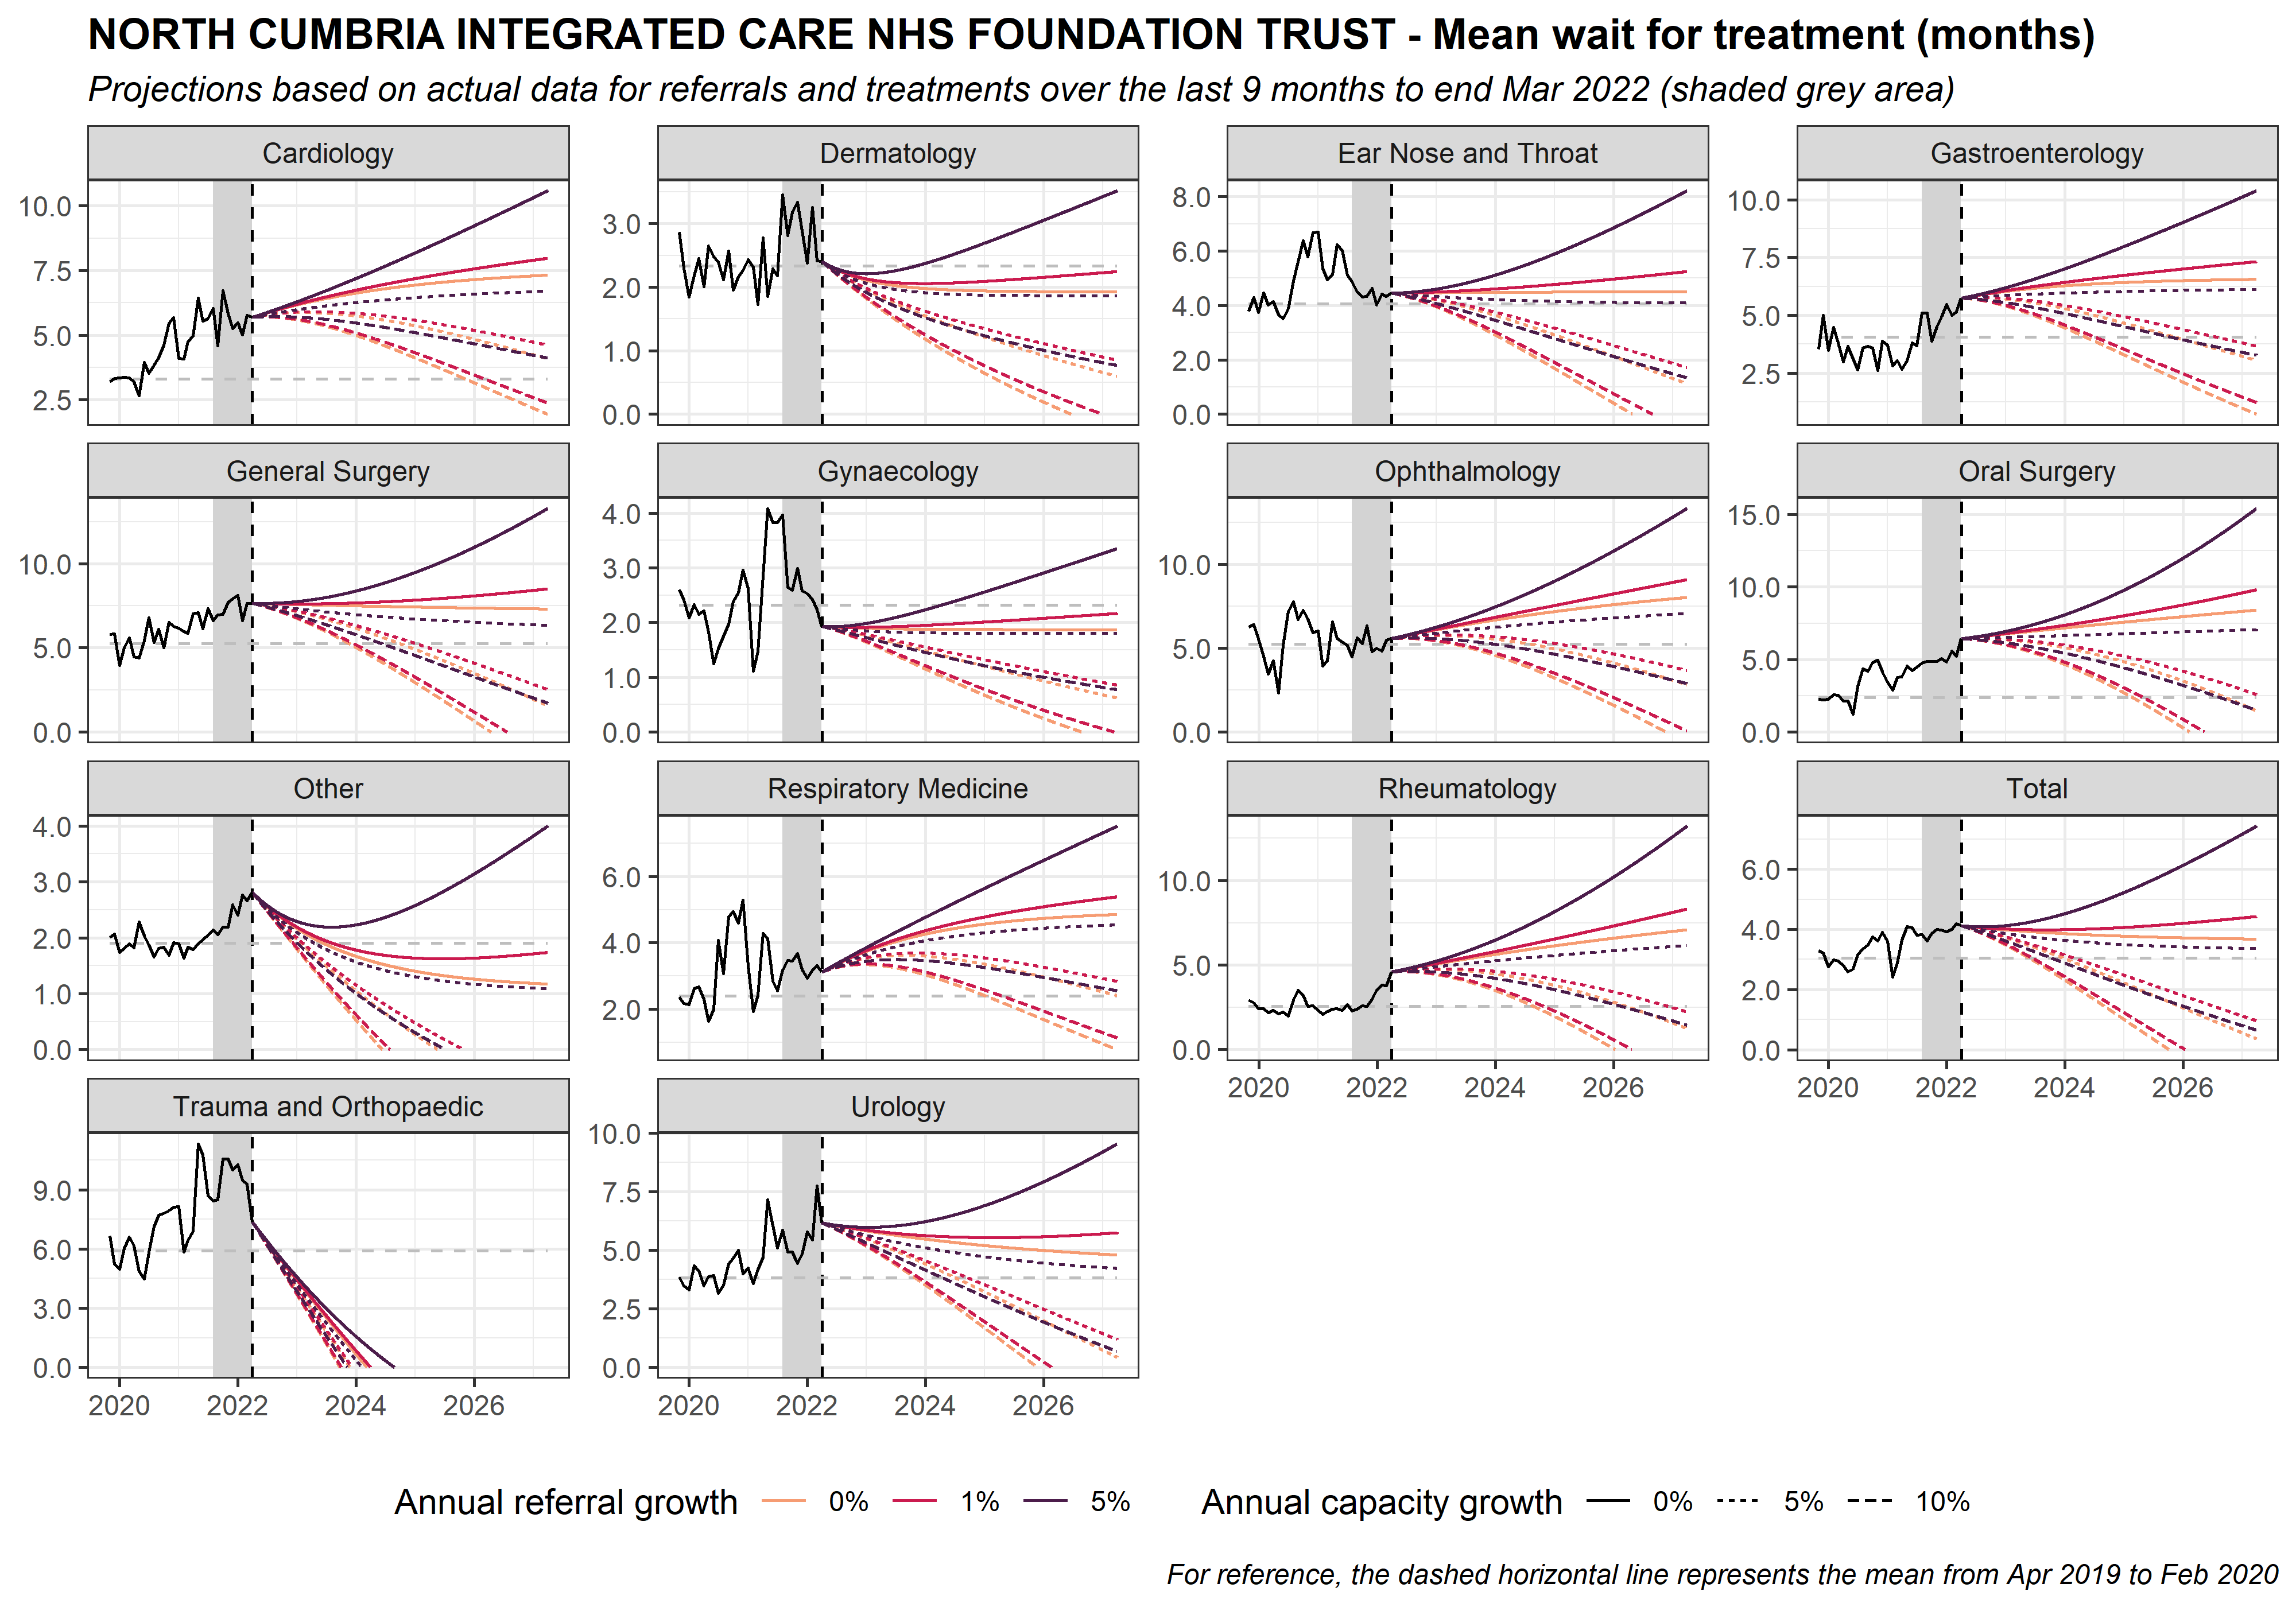 NORTH CUMBRIA INTEGRATED CARE NHS FOUNDATION TRUST - Mean wait for treatment (months)
Projections based on actual data for referrals and treatments over the last 9 months to end Mar 2022 (shaded grey area)
Cardiology
10.0
7.5
5.0
2.5
Dermatology
3.0
2.0
1.0
0.0
Ear Nose and Throat
8.0
6.0
4.0
2.0
0.0
Gastroenterology
10.0
7.5
5.0
2.5
General Surgery
10.0
5.0
0.0
Gynaecology
4.0
3.0
2.0
1.0
0.0
Ophthalmology
10.0
5.0
0.0
Oral Surgery
15.0
10.0
5.0
0.0
Other
4.0
3.0
2.0
1.0
0.0
Respiratory Medicine
6.0
4.0
2.0
Rheumatology
10.0
5.0
0.0
2020 2022 2024 2026
Total
6.0
4.0
2.0
0.0
2020 2022 2024 2026
Trauma and Orthopaedic
9.0
6.0
3.0
0.0
2020 2022 2024 2026
Urology
10.0
7.5
5.0
2.5
0.0
2020 2022 2024 2026
Annual referral growth 0% 1% 5%
Annual capacity growth 0% 5% 10%
For reference, the dashed horizontal line represents the mean from Apr 2019 to Feb 2020